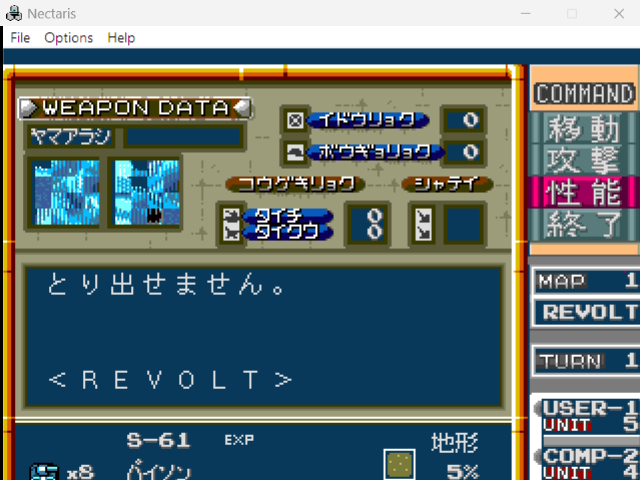 Nectaris
File Options Help
WEAPON DATA
ヤマアラシ
イドウリョク 0
ボウギョリョク 0
コウゲキリョク シャテイ
タイチ 0
タイクウ 0
とり出せません。
<REVOLT>
S-61 EXP 地形
x8 パイソン 5%
COMMAND
移動
攻撃
性能
終了
MAP 1
REVOLT
TURN 1
USER-1
UNIT 5
COMP-2
UNIT 4